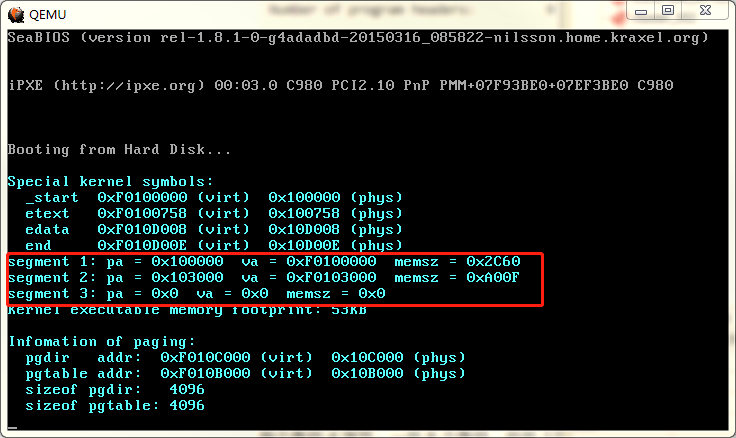 Number of program headers:
QEMU
SeaBIOS (version rel-1.8.1-0-g4adadbd-20150316_085822-nilsson.home.kraxel.org)
iPXE (http://ipxe.org) 00:03.0 C980 PCI2.10 PnP PMM+07F93BE0+07EF3BE0 C980
Booting from Hard Disk...
Special kernel symbols:
_start 0xF0100000 (virt) 0x100000 (phys)
etext 0xF0100758 (virt) 0x100758 (phys)
edata 0xF010D008 (virt) 0x10D008 (phys)
end 0xF010D00E (virt) 0x10D00E (phys)
segment 1: pa = 0x100000 va = 0xF0100000 memsz = 0x2C60
segment 2: pa = 0x103000 va = 0xF0103000 memsz = 0xA00F
segment 3: pa = 0x0 va = 0x0 memsz = 0x0
Kernel executable memory footprint: 53KB
Infomation of paging:
pgdir addr: 0xF010C000 (virt) 0x10C000 (phys)
pgtable addr: 0xF010B000 (virt) 0x10B000 (phys)
sizeof pgdir: 4096
sizeof pgtable: 4096